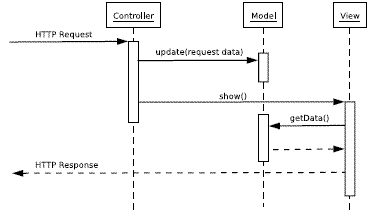 Controller
Model
View
HTTP Request
update(request data)
show()
getData()
HTTP Response